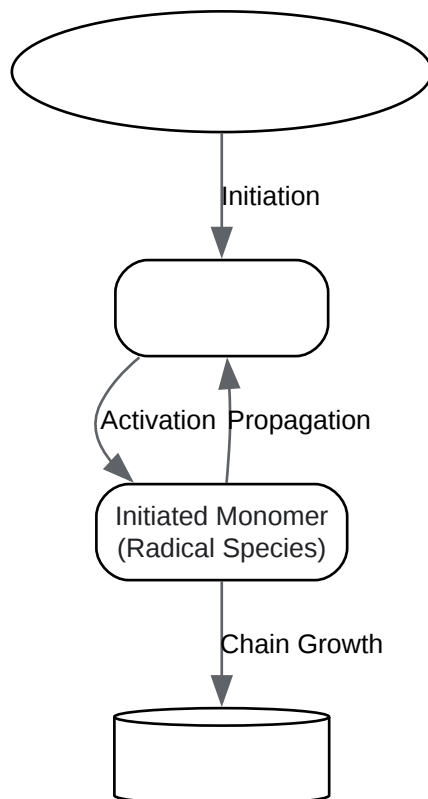 Initiation
Activation
Propagation
Initiated Monomer
(Radical Species)
Chain Growth